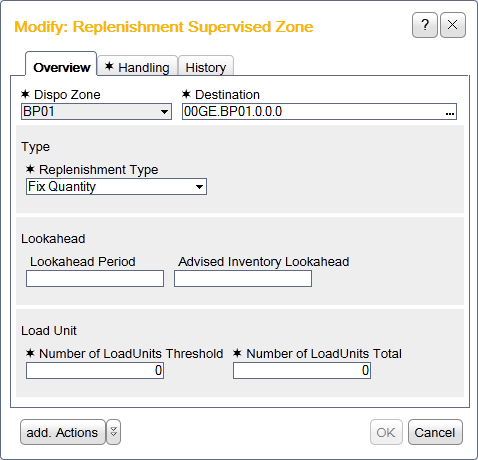 Modify: Replenishment Supervised Zone ?
Overview ✶ Handling History
✶ Dispo Zone ✶ Destination
BP01 00GE.BP01.0.0.0 ...
Type
✶ Replenishment Type
Fix Quantity
Lookahead
Lookahead Period Advised Inventory Lookahead
Load Unit
✶ Number of LoadUnits Threshold ✶ Number of LoadUnits Total
0 0
add. Actions OK Cancel